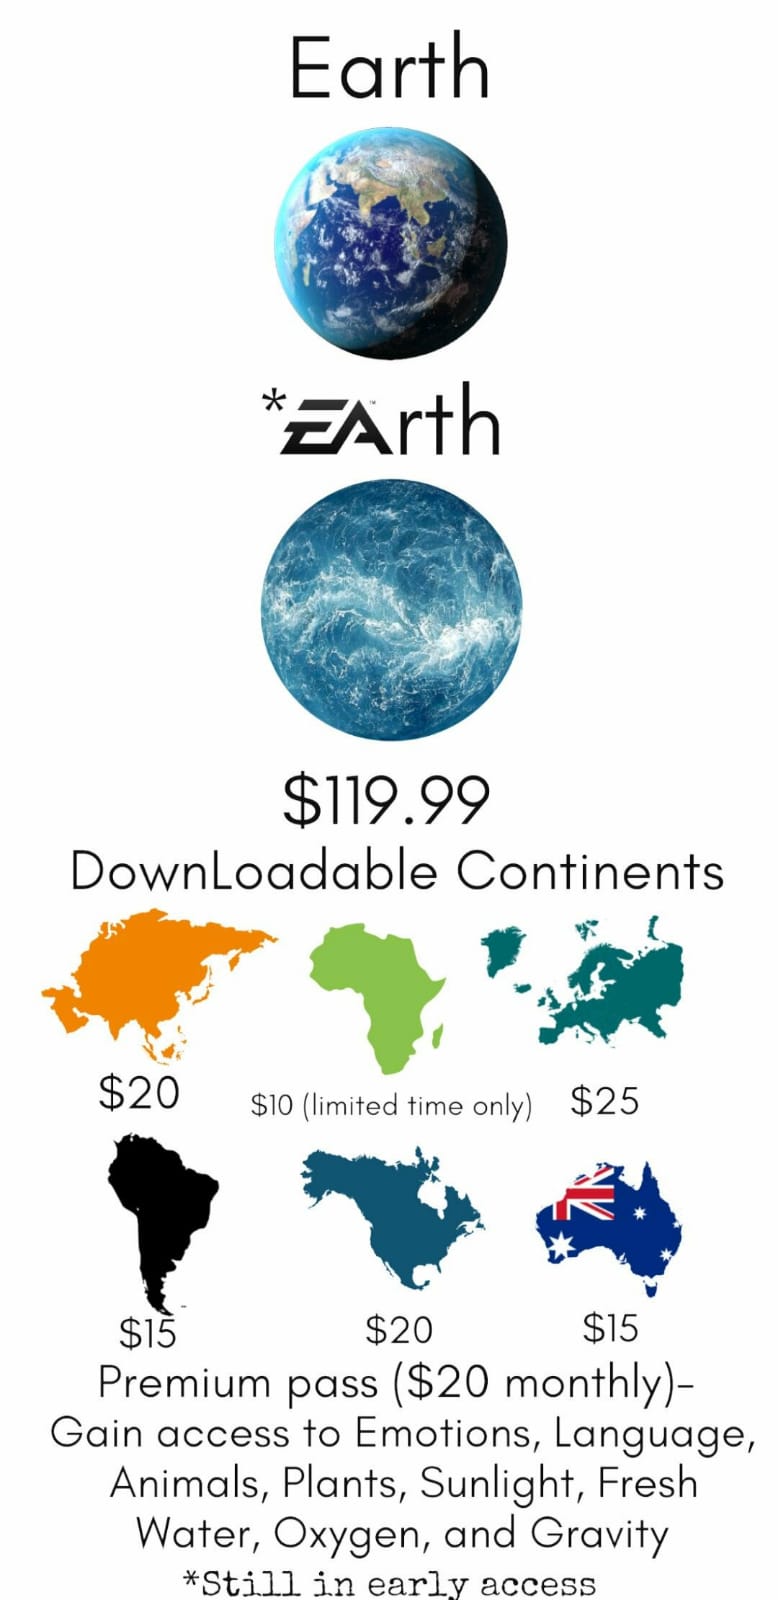 Earth
*EArth
$119.99
DownLoadable Continents
$20 $10 (limited time only) $25
$15 $20 $15
Premium pass ($20 monthly)-
Gain access to Emotions, Language,
Animals, Plants, Sunlight, Fresh
Water, Oxygen, and Gravity
*Still in early access